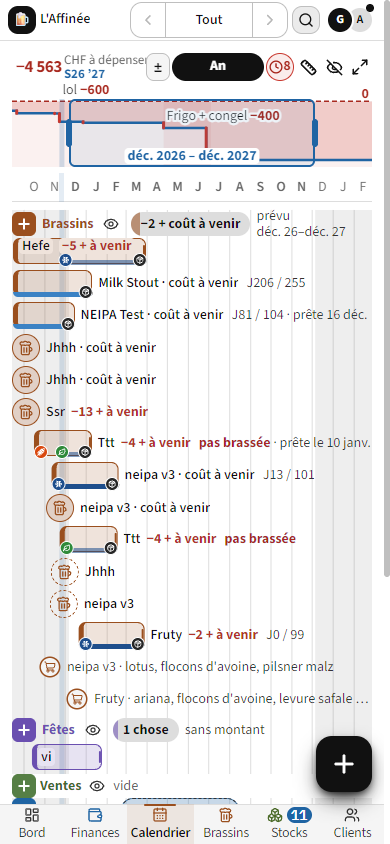 L'Affinée
Tout
G
A
−4 563 CHF à dépenser
S26 '27
± An 8
lol −600
0
Frigo + congel −400
déc. 2026 – déc. 2027
O N D J F M A M J J A S O N D J F
Brassins −2 + coût à venir prévu
déc. 26–déc. 27
Hefe −5 + à venir
Milk Stout · coût à venir J206 / 255
NEIPA Test · coût à venir J81 / 104 · prête 16 déc.
Jhhh · coût à venir
Jhhh · coût à venir
Ssr −13 + à venir
Ttt −4 + à venir pas brassée · prête le 10 janv.
neipa v3 · coût à venir J13 / 101
neipa v3 · coût à venir
Ttt −4 + à venir pas brassée
Jhhh
neipa v3
Fruty −2 + à venir J0 / 99
neipa v3 · lotus, flocons d'avoine, pilsner malz
Fruty · ariana, flocons d'avoine, levure safale …
Fêtes 1 chose sans montant
vi
Ventes vide
11
Bord Finances Calendrier Brassins Stocks Clients